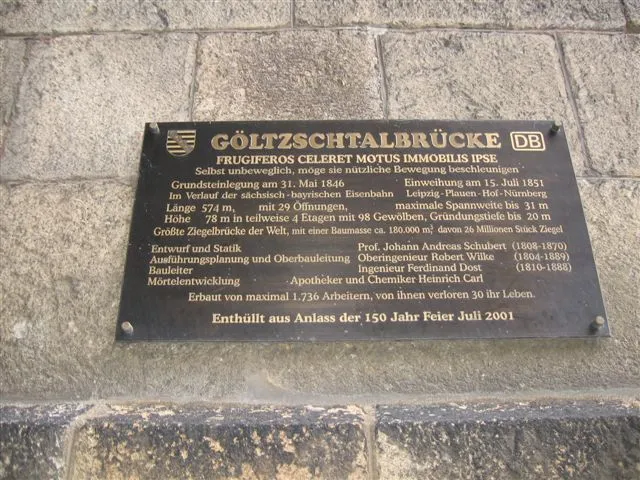 GÖLTZSCHTALBRÜCKE DB
FRUGIFEROS CELERET MOTUS IMMOBILIS IPSE
Selbst unbeweglich, möge sie nützliche Bewegung beschleunigen
Grundsteinlegung am 31. Mai 1846 Einweihung am 15. Juli 1851
Im Verlauf der sächsisch-bayrischen Eisenbahn Leipzig-Plauen-Hof-Nürnberg
Länge 574 m, mit 29 Öffnungen, maximale Spannweite bis 31 m
Höhe 78 m in teilweise 4 Etagen mit 98 Gewölben, Gründungstiefe bis 20 m
Größte Ziegelbrücke der Welt, mit einer Baumasse ca. 180.000 m³ davon 26 Millionen Stück Ziegel
Entwurf und Statik Prof. Johann Andreas Schubert (1808-1870)
Ausführungsplanung und Oberbauleitung Oberingenieur Robert Wilke (1804-1889)
Bauleiter Ingenieur Ferdinand Dost (1810-1888)
Mörtelentwicklung Apotheker und Chemiker Heinrich Carl
Erbaut von maximal 1.736 Arbeitern, von ihnen verloren 30 ihr Leben.
Enthüllt aus Anlass der 150 Jahr Feier Juli 2001